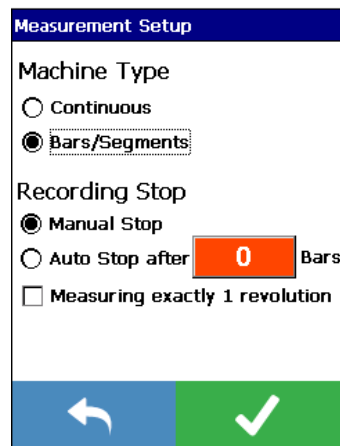 Measurement Setup
Machine Type
Continuous
Bars/Segments
Recording Stop
Manual Stop
Auto Stop after 0 Bars
Measuring exactly 1 revolution